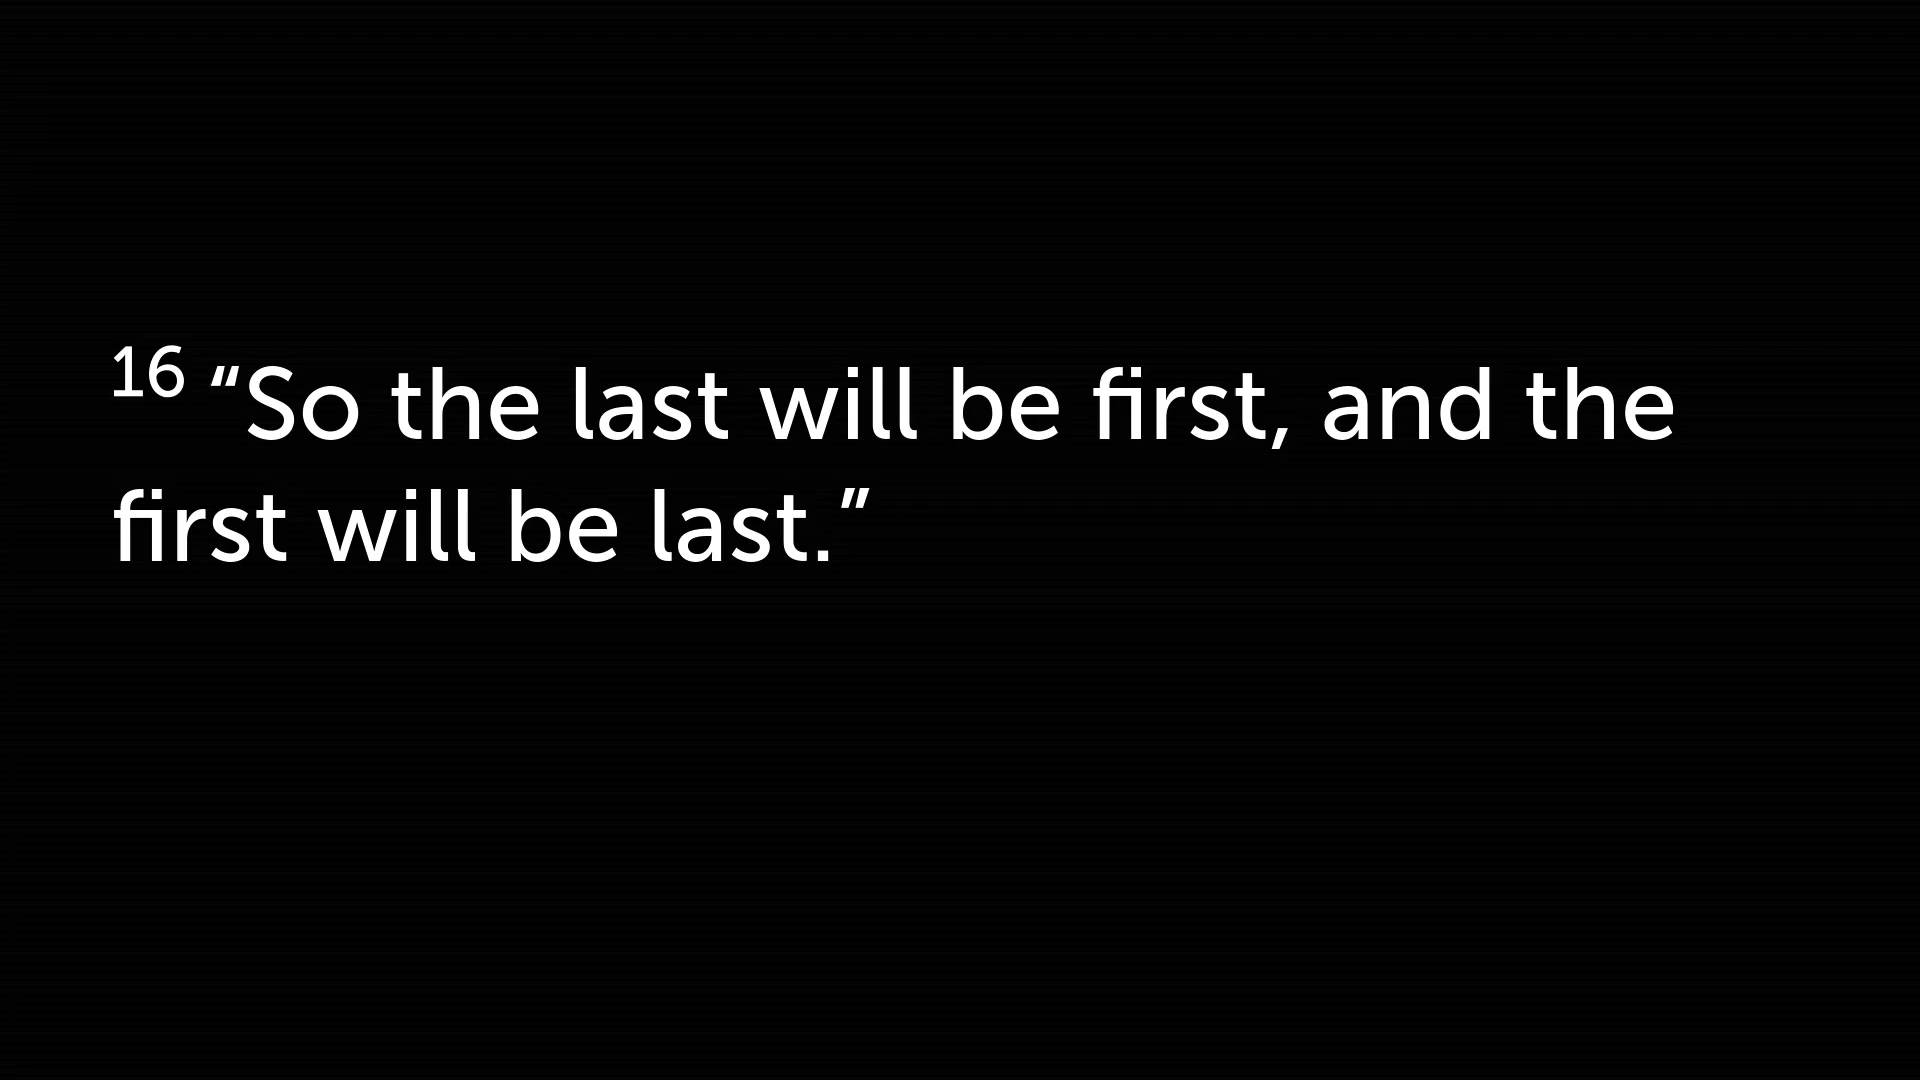 16 “So the last will be first, and the
first will be last.”